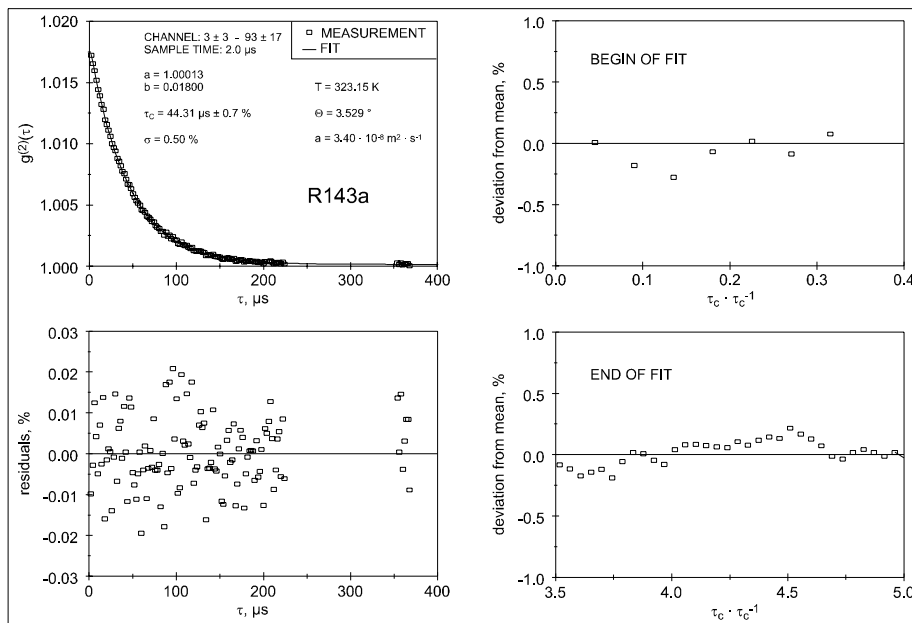 1.020
1.015
1.010
1.005
1.000
g⁽²⁾(τ)
CHANNEL: 3 ± 3 - 93 ± 17
SAMPLE TIME: 2.0 µs
a = 1.00013
b = 0.01800
τ_C = 44.31 µs ± 0.7 %
σ = 0.50 %
MEASUREMENT
FIT
T = 323.15 K
Θ = 3.529 °
a = 3.40 · 10⁻⁸ m² · s⁻¹
R143a
0 100 200 300 400
τ, µs
1.0
0.5
0.0
-0.5
-1.0
deviation from mean, %
BEGIN OF FIT
0.0 0.1 0.2 0.3 0.4
τ_c · τ_c⁻¹
0.03
0.02
0.01
0.00
-0.01
-0.02
-0.03
residuals, %
0 100 200 300 400
τ, µs
1.0
0.5
0.0
-0.5
-1.0
deviation from mean, %
END OF FIT
3.5 4.0 4.5 5.0
τ_c · τ_c⁻¹